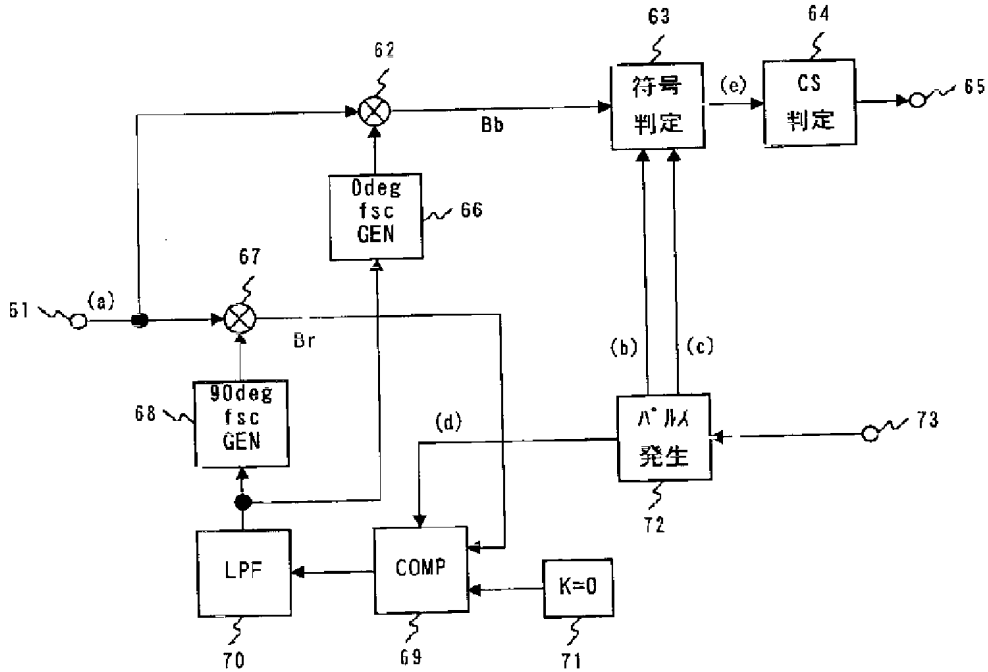 63
64
62
符号
判定
(e)
CS
判定
65
Bb
0deg
fsc
GEN
66
67
61
(a)
Br
(b)
(c)
68
90deg
fsc
GEN
(d)
パルス
発生
73
72
LPF
COMP
K=0
70
69
71